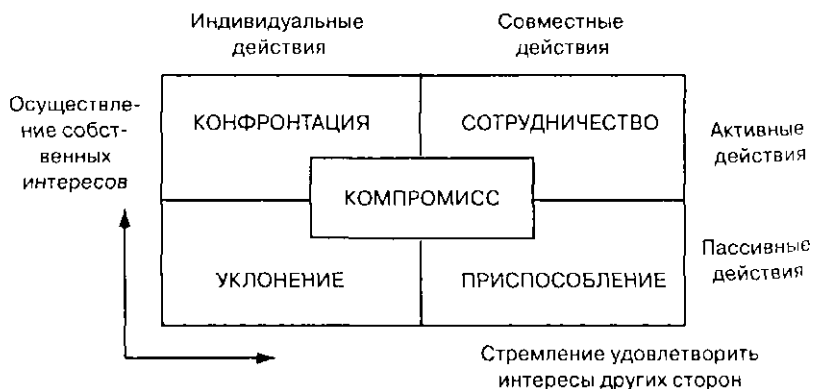 Индивидуальные
действия
Совместные
действия
Осуществле-
ние собст-
венных
интересов
КОНФРОНТАЦИЯ
СОТРУДНИЧЕСТВО
Активные
действия
КОМПРОМИСС
УКЛОНЕНИЕ
ПРИСПОСОБЛЕНИЕ
Пассивные
действия
Стремление удовлетворить
интересы других сторон